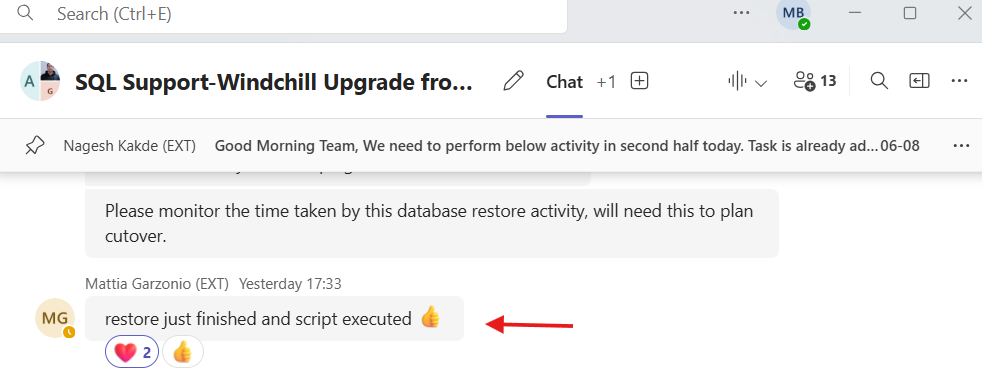 Search (Ctrl+E)
MB
A
G
SQL Support-Windchill Upgrade fro...
Chat
+1
13
Nagesh Kakde (EXT) Good Morning Team, We need to perform below activity in second half today. Task is already ad...06-08
Please monitor the time taken by this database restore activity, will need this to plan
cutover.
Mattia Garzonio (EXT) Yesterday 17:33
MG
restore just finished and script executed 👍
❤️ 2 👍